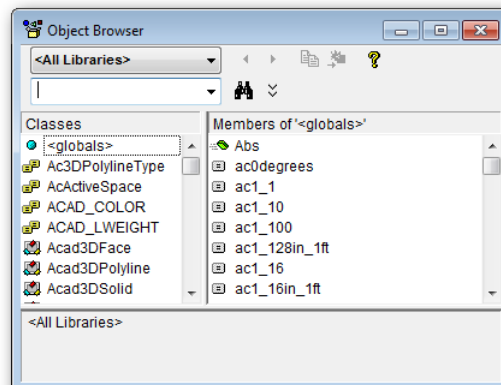 Object Browser
<All Libraries>
Classes
Members of '<globals>'
<globals>
Ac3DPolylineType
AcActiveSpace
ACAD_COLOR
ACAD_LWEIGHT
Acad3DFace
Acad3DPolyline
Acad3DSolid
Abs
ac0degrees
ac1_1
ac1_10
ac1_100
ac1_128in_1ft
ac1_16
ac1_16in_1ft
<All Libraries>